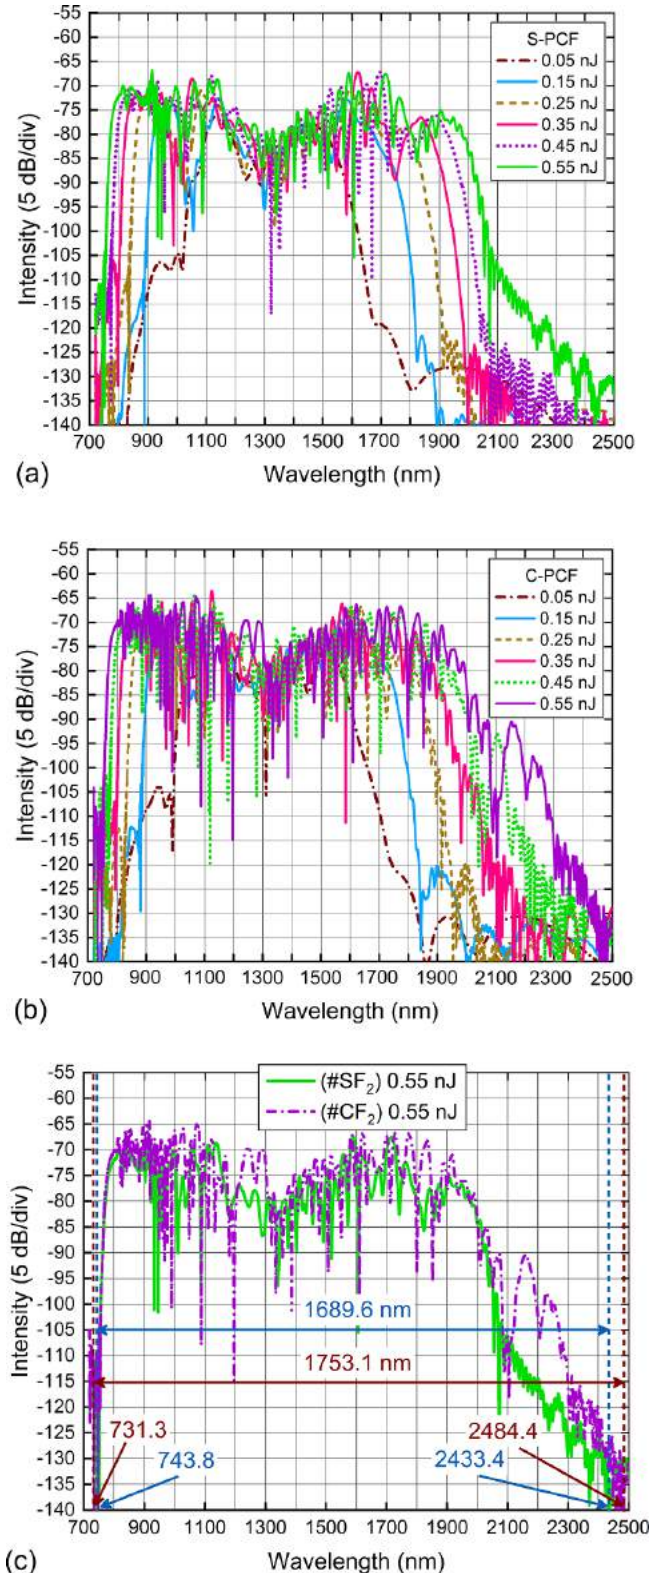 -55
-60
-65
-70
-75
-80
-85
-90
-95
-100
-105
-110
-115
-120
-125
-130
-135
-140
Intensity (5 dB/div)
S-PCF
0.05 nJ
0.15 nJ
0.25 nJ
0.35 nJ
0.45 nJ
0.55 nJ
700 900 1100 1300 1500 1700 1900 2100 2300 2500
Wavelength (nm)
(a)
-55
-60
-65
-70
-75
-80
-85
-90
-95
-100
-105
-110
-115
-120
-125
-130
-135
-140
Intensity (5 dB/div)
C-PCF
0.05 nJ
0.15 nJ
0.25 nJ
0.35 nJ
0.45 nJ
0.55 nJ
700 900 1100 1300 1500 1700 1900 2100 2300 2500
Wavelength (nm)
(b)
-55
-60
-65
-70
-75
-80
-85
-90
-95
-100
-105
-110
-115
-120
-125
-130
-135
-140
Intensity (5 dB/div)
(#SF₂) 0.55 nJ
(#CF₂) 0.55 nJ
1689.6 nm
1753.1 nm
731.3 2484.4
743.8 2433.4
700 900 1100 1300 1500 1700 1900 2100 2300 2500
Wavelength (nm)
(c)